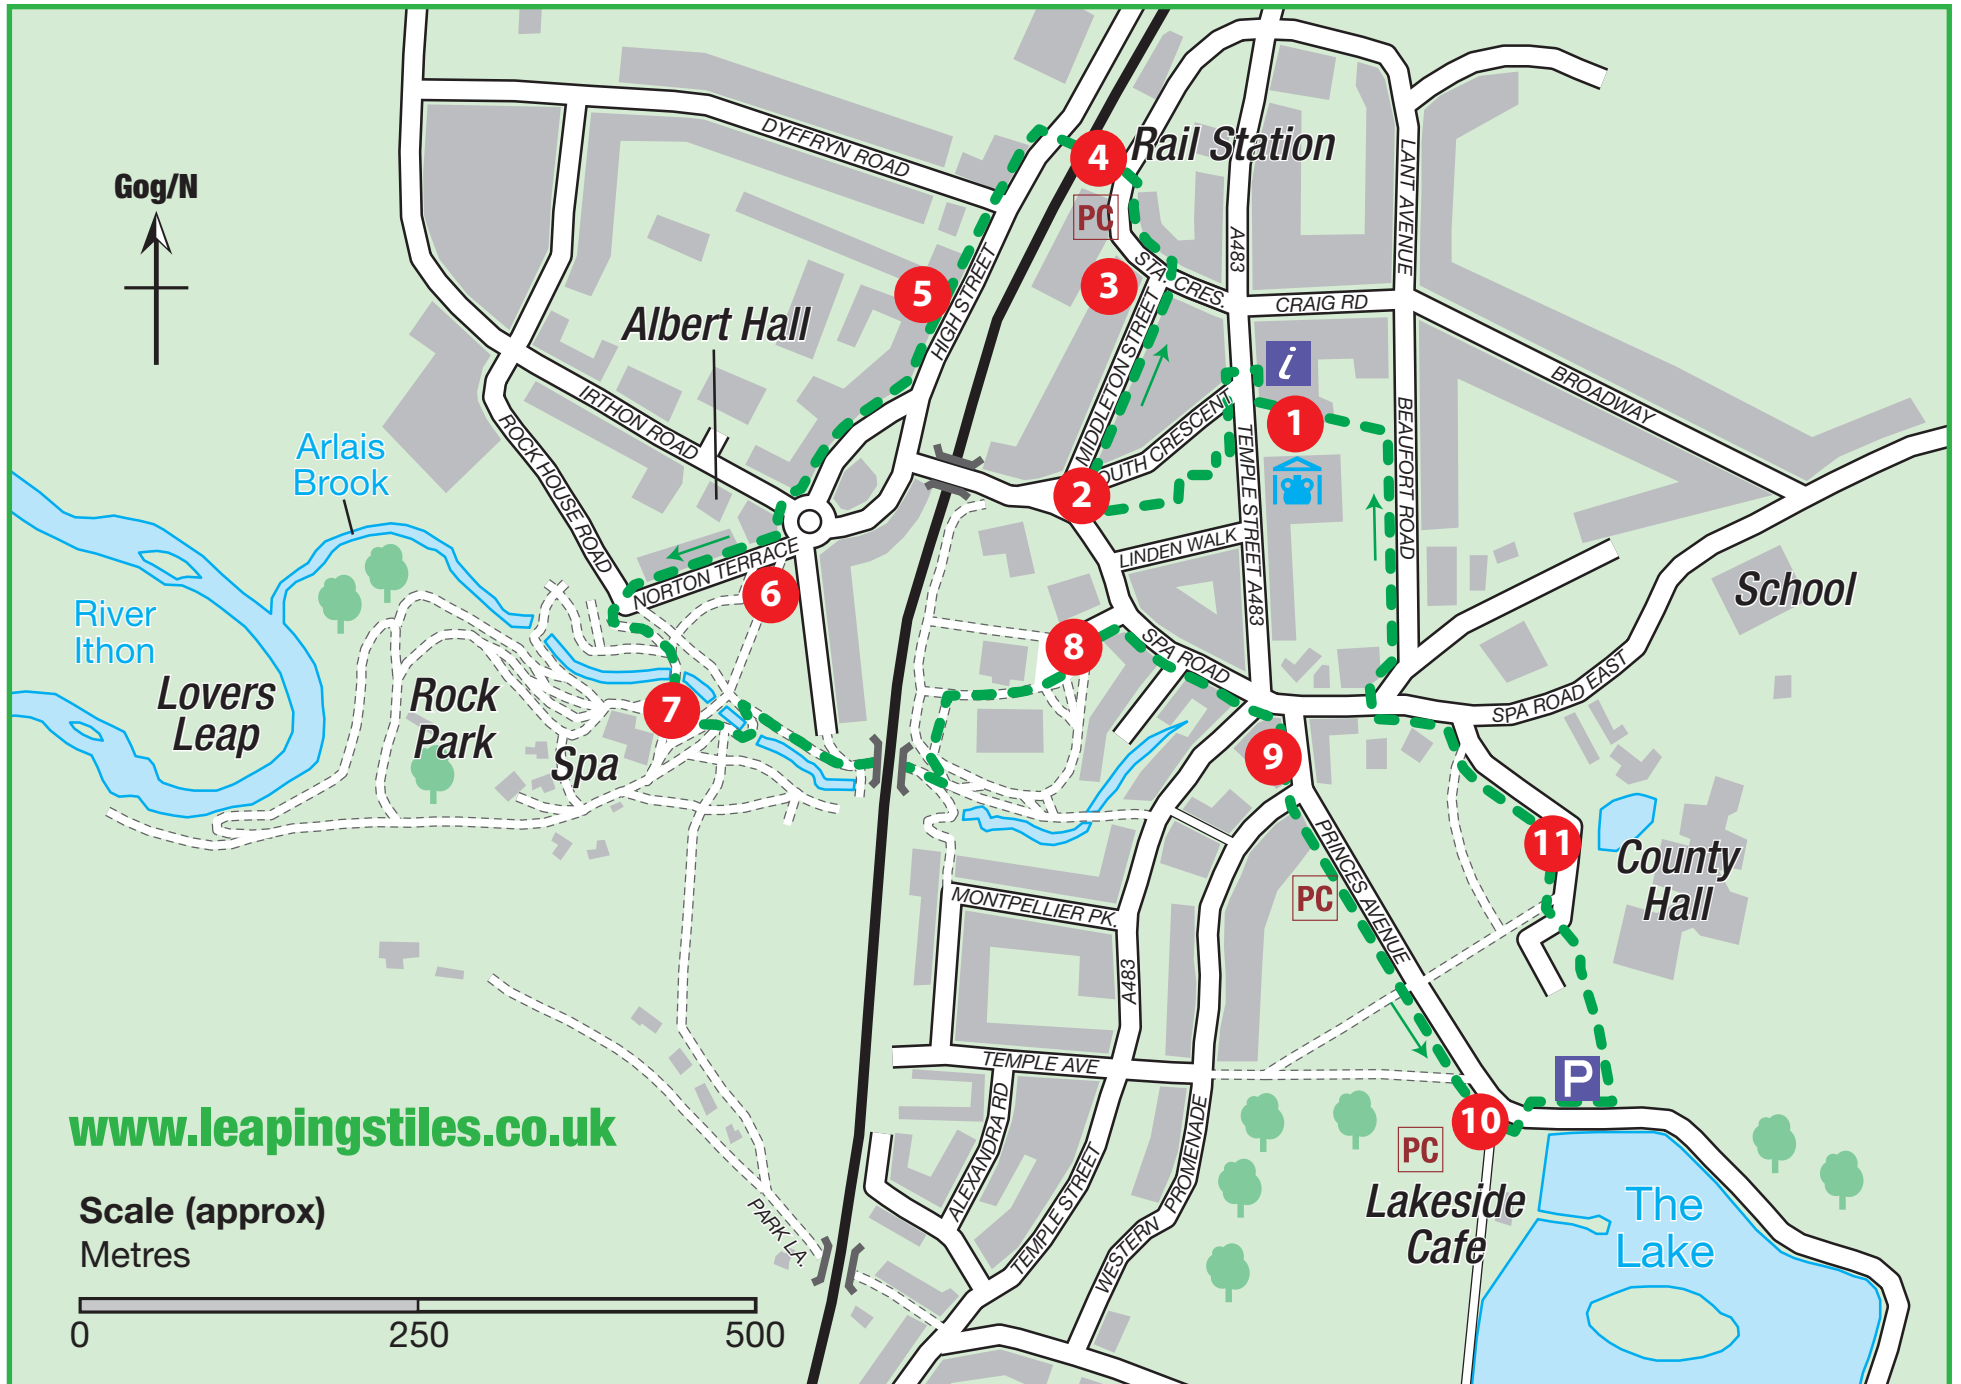 Gog/N
DYFFRYN ROAD
4
Rail Station
PC
LANT AVENUE
A483
STA. CRES.
3
5
HIGH STREET
CRAIG RD
Albert Hall
MIDDLETON STREET
i
BROADWAY
IRTHON ROAD
SOUTH CRESCENT
1
BEAUFORT ROAD
ROCK HOUSE ROAD
TEMPLE STREET A483
Arlais
Brook
2
LINDEN WALK
NORTON TERRACE
6
School
River
Ithon
8
SPA ROAD
SPA ROAD EAST
Lovers
Leap
Rock
Park
7
Spa
9
PRINCES AVENUE
11
County
Hall
PC
MONTPELLIER PK.
A483
TEMPLE AVE
P
ALEXANDRA RD
10
PC
www.leapingstiles.co.uk
TEMPLE STREET
WESTERN PROMENADE
PARK LA.
Lakeside
Cafe
The
Lake
Scale (approx)
Metres
0 250 500